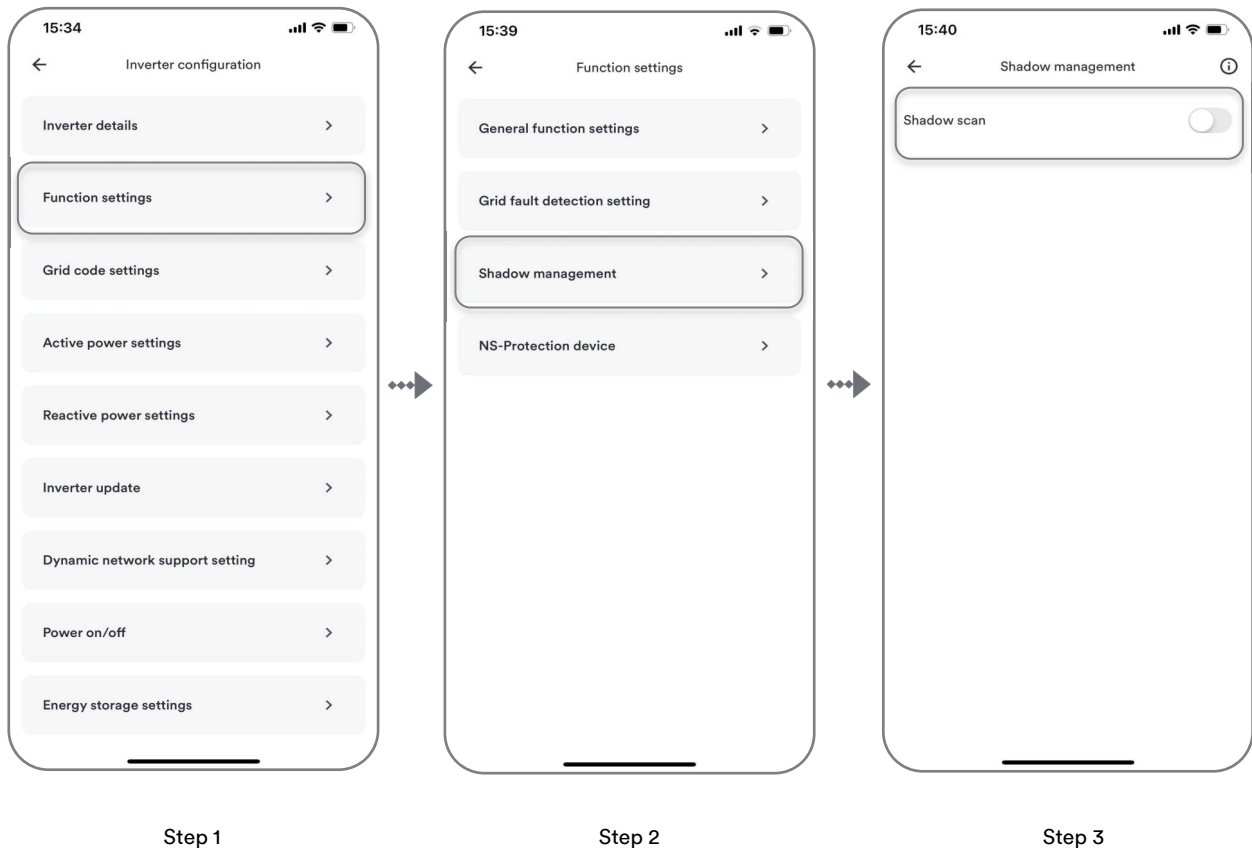 15:34
Inverter configuration
Inverter details
Function settings
Grid code settings
Active power settings
Reactive power settings
Inverter update
Dynamic network support setting
Power on/off
Energy storage settings
Step 1
15:39
Function settings
General function settings
Grid fault detection setting
Shadow management
NS-Protection device
Step 2
15:40
Shadow management
Shadow scan
Step 3